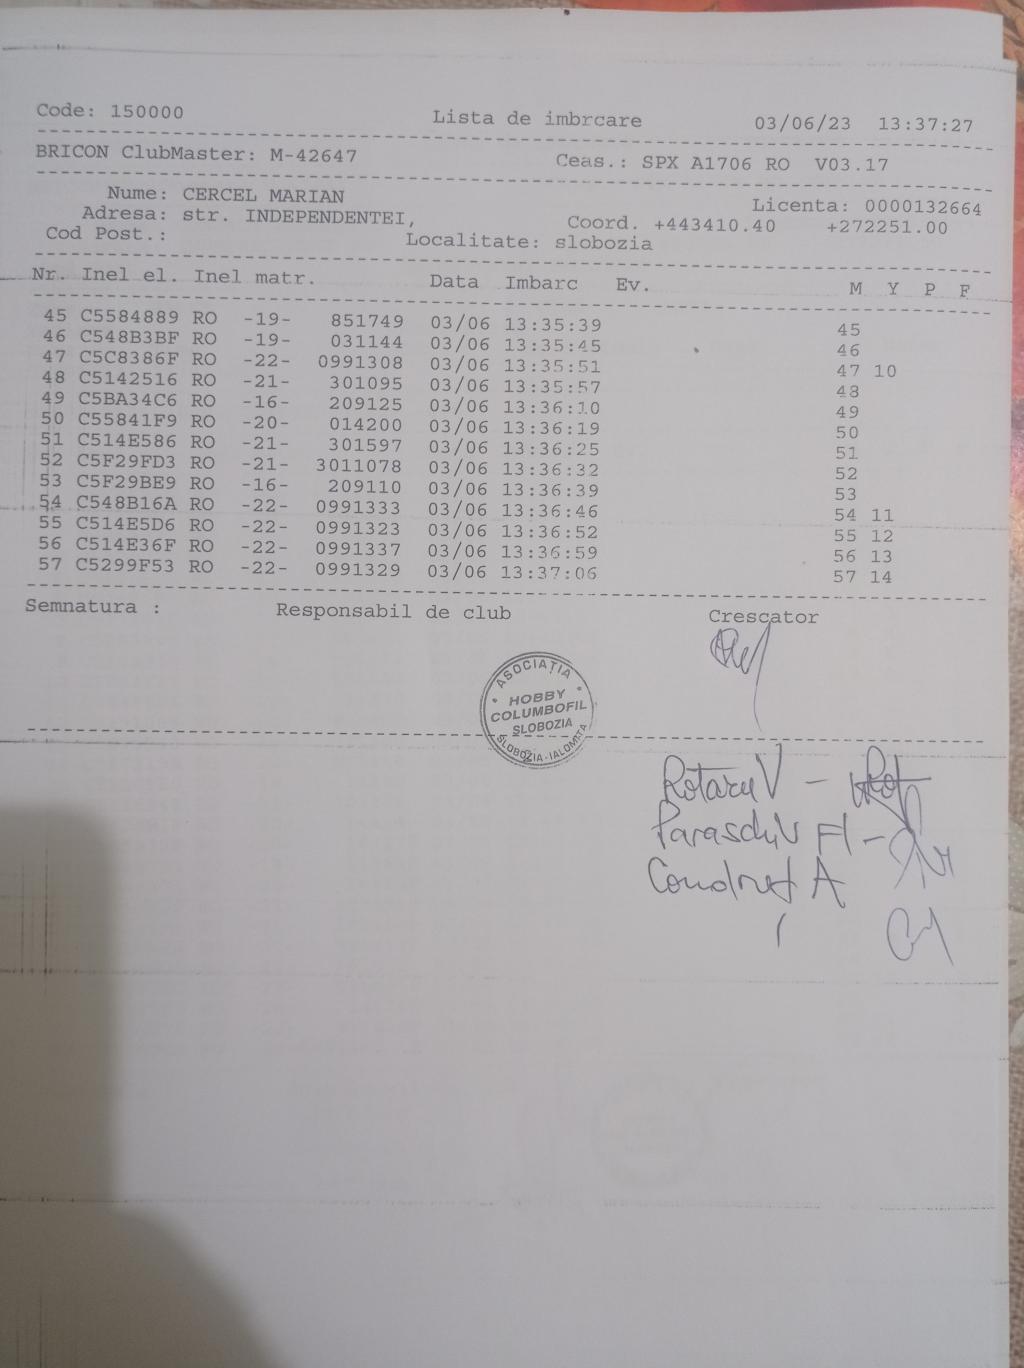 Code: 150000 Lista de imbrcare 03/06/23 13:37:27
BRICON ClubMaster: M-42647 Ceas.: SPX A1706 RO V03.17
Nume: CERCEL MARIAN Licenta: 0000132664
Adresa: str. INDEPENDENTEI, Coord. +443410.40 +272251.00
Cod Post.: Localitate: slobozia
Nr. Inel el. Inel matr. Data Imbarc Ev. M Y P F
45 C5584889 RO -19- 851749 03/06 13:35:39 45
46 C548B3BF RO -19- 031144 03/06 13:35:45 46
47 C5C8386F RO -22- 0991308 03/06 13:35:51 47 10
48 C5142516 RO -21- 301095 03/06 13:35:57 48
49 C5BA34C6 RO -16- 209125 03/06 13:36:10 49
50 C55841F9 RO -20- 014200 03/06 13:36:19 50
51 C514E586 RO -21- 301597 03/06 13:36:25 51
52 C5F29FD3 RO -21- 3011078 03/06 13:36:32 52
53 C5F29BE9 RO -16- 209110 03/06 13:36:39 53
54 C548B16A RO -22- 0991333 03/06 13:36:46 54 11
55 C514E5D6 RO -22- 0991323 03/06 13:36:52 55 12
56 C514E36F RO -22- 0991337 03/06 13:36:59 56 13
57 C5299F53 RO -22- 0991329 03/06 13:37:06 57 14
Semnatura : Responsabil de club Crescator
ASOCIAȚIA
HOBBY
COLUMBOFIL
SLOBOZIA
SLOBOZIA-IALOMIȚA
Rotaru V -
Paraschiv Fl -
Condruț A